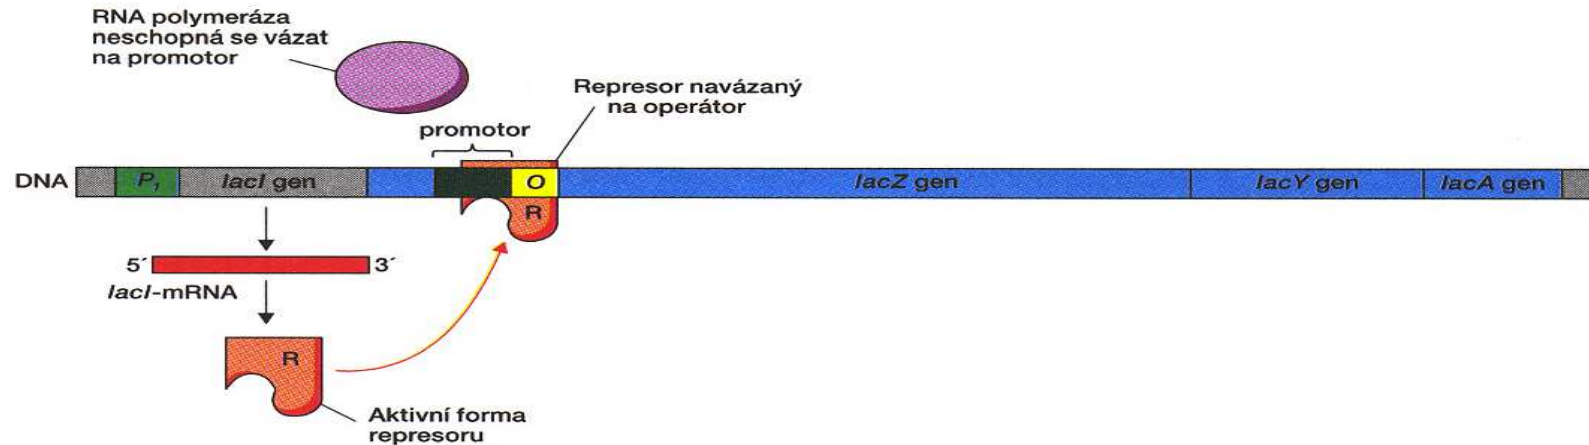 RNA polymeráza
neschopná se vázat
na promotor
Represor navázaný
na operátor
promotor
DNA P₁ lacI gen O lacZ gen lacY gen lacA gen
R
5´ 3´
lacI-mRNA
R
Aktivní forma
represoru